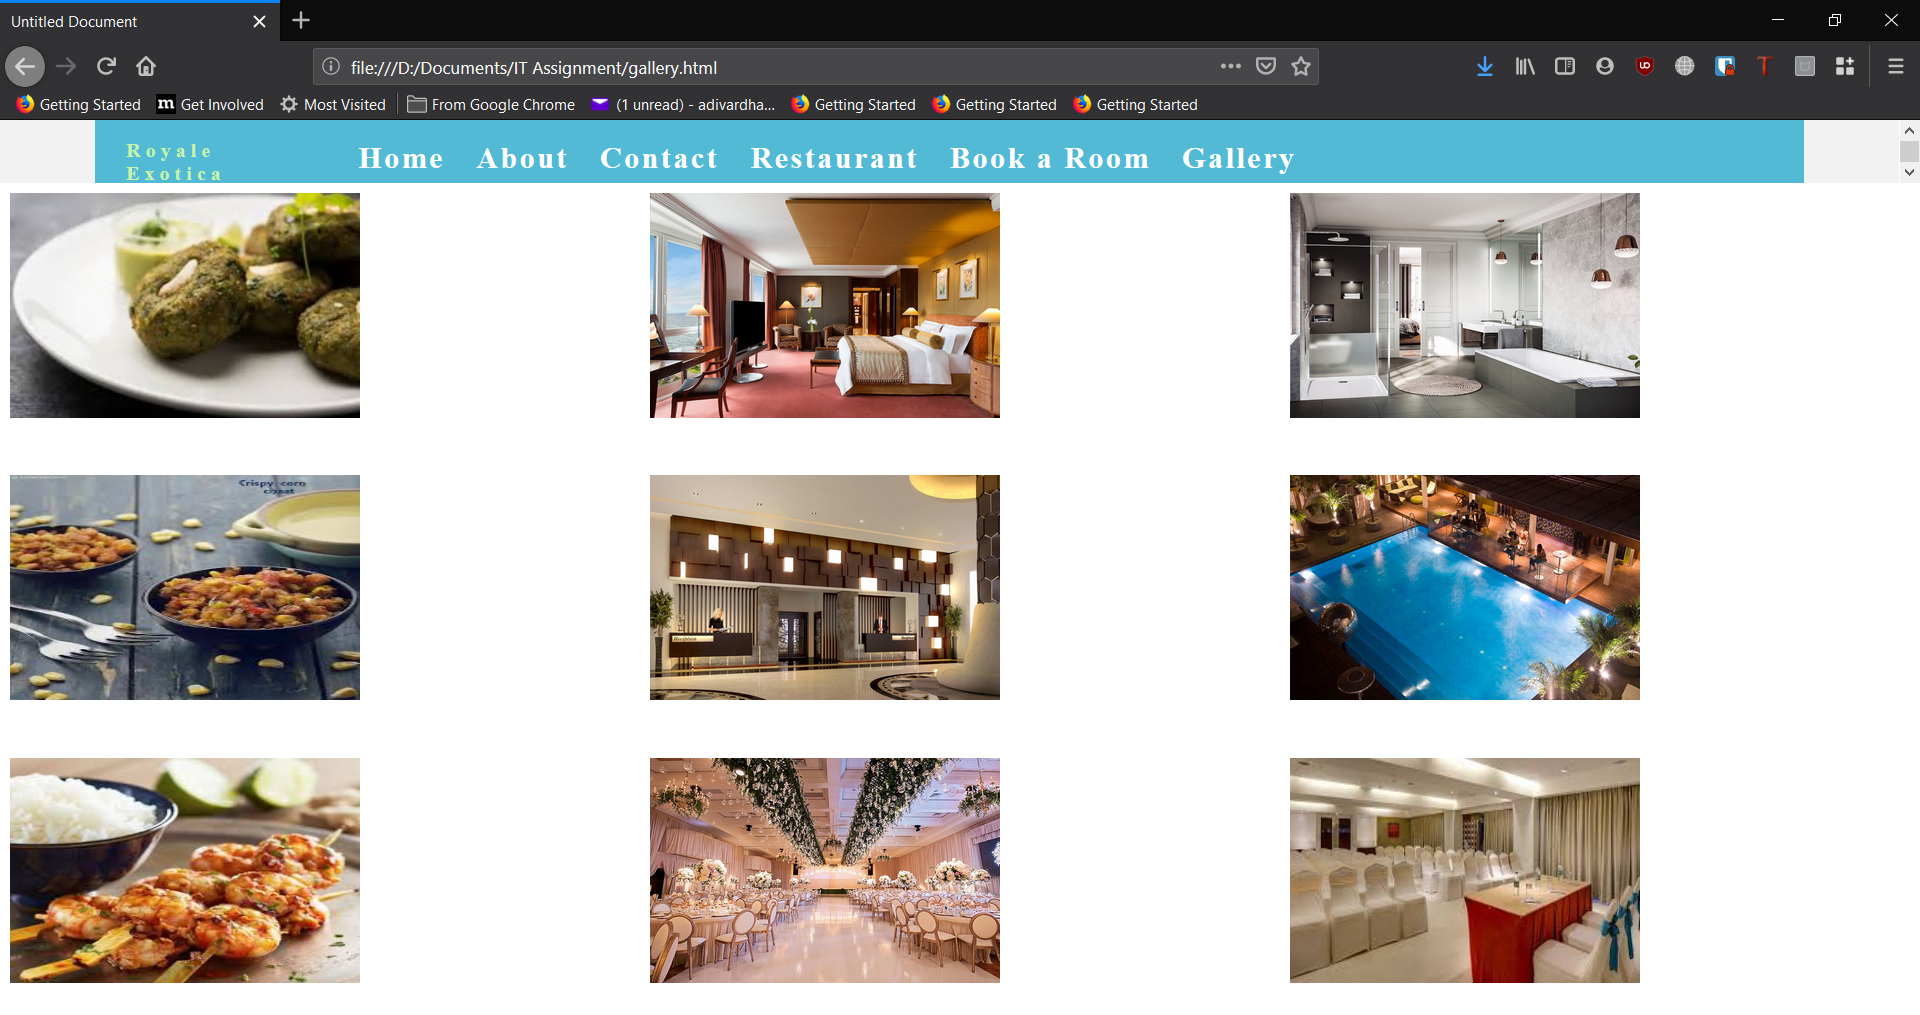 Untitled Document
file:///D:/Documents/IT Assignment/gallery.html
Getting Started
m Get Involved
Most Visited
From Google Chrome
(1 unread) - adivardha...
Getting Started
Getting Started
Getting Started
Royale
Exotica
Home About Contact Restaurant Book a Room Gallery
Crispy corn
Reception